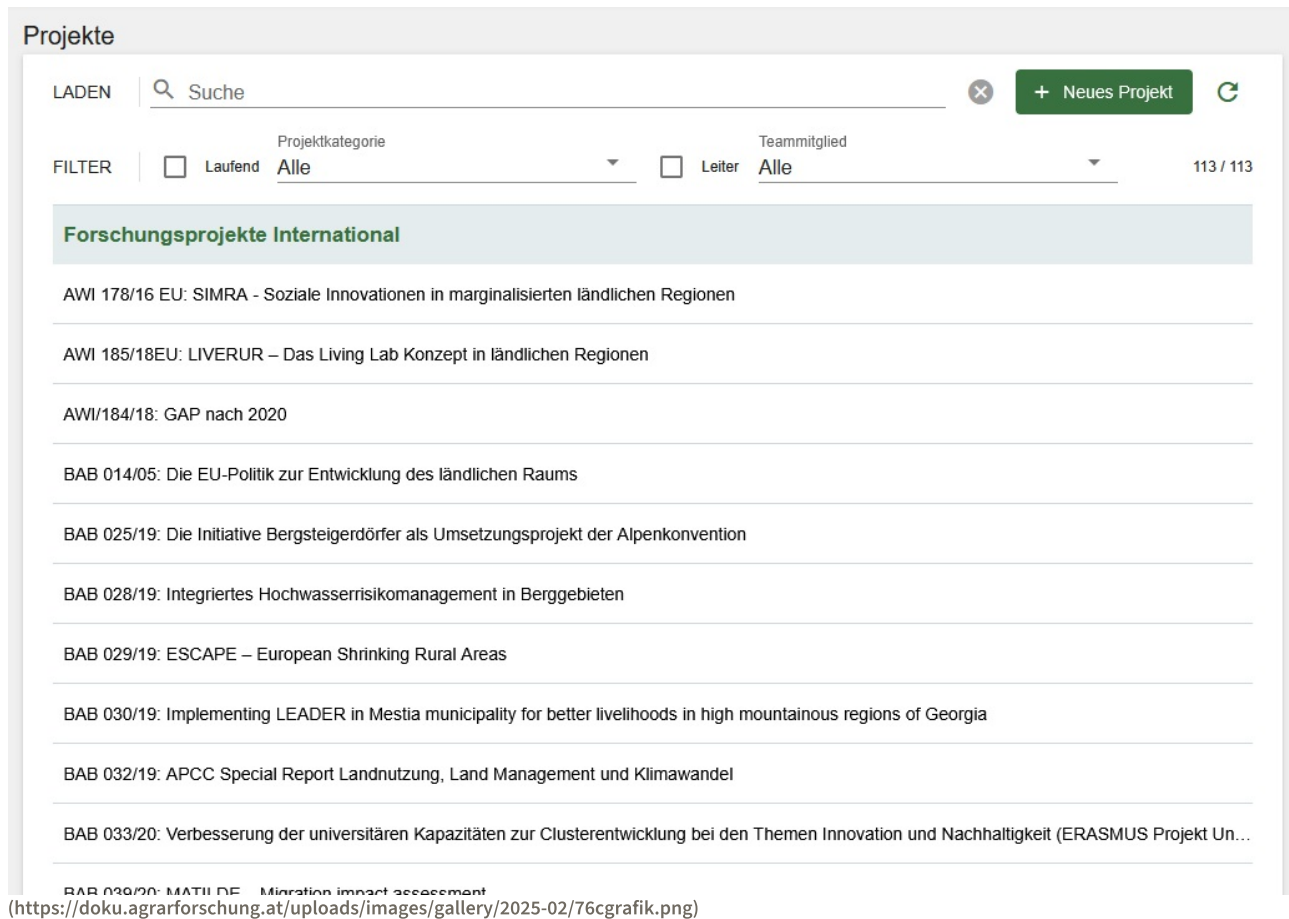 Projekte
LADEN Suche + Neues Projekt
Projektkategorie Teammitglied
FILTER Laufend Alle Leiter Alle 113 / 113
Forschungsprojekte International
AWI 178/16 EU: SIMRA - Soziale Innovationen in marginalisierten ländlichen Regionen
AWI 185/18EU: LIVERUR – Das Living Lab Konzept in ländlichen Regionen
AWI/184/18: GAP nach 2020
BAB 014/05: Die EU-Politik zur Entwicklung des ländlichen Raums
BAB 025/19: Die Initiative Bergsteigerdörfer als Umsetzungsprojekt der Alpenkonvention
BAB 028/19: Integriertes Hochwasserrisikomanagement in Berggebieten
BAB 029/19: ESCAPE – European Shrinking Rural Areas
BAB 030/19: Implementing LEADER in Mestia municipality for better livelihoods in high mountainous regions of Georgia
BAB 032/19: APCC Special Report Landnutzung, Land Management und Klimawandel
BAB 033/20: Verbesserung der universitären Kapazitäten zur Clusterentwicklung bei den Themen Innovation und Nachhaltigkeit (ERASMUS Projekt Un...
BAB 039/20: MATILDE – Migration impact assessment
(https://doku.agrarforschung.at/uploads/images/gallery/2025-02/76cgrafik.png)